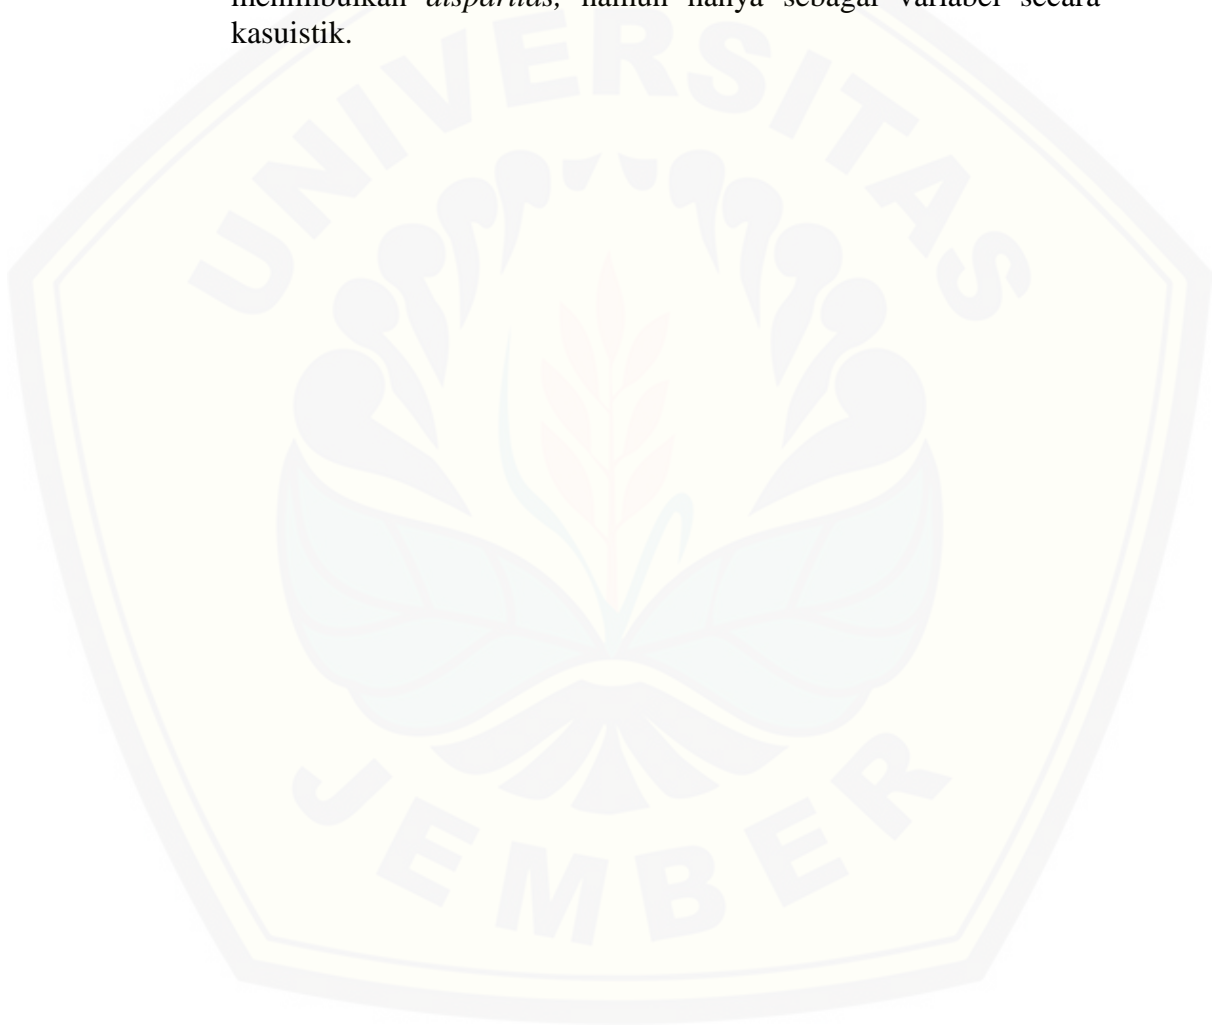 menimbulkan disparitas, namun hanya sebagai variabel secara
kasuistik.
UNIVERSITAS
JEMBER